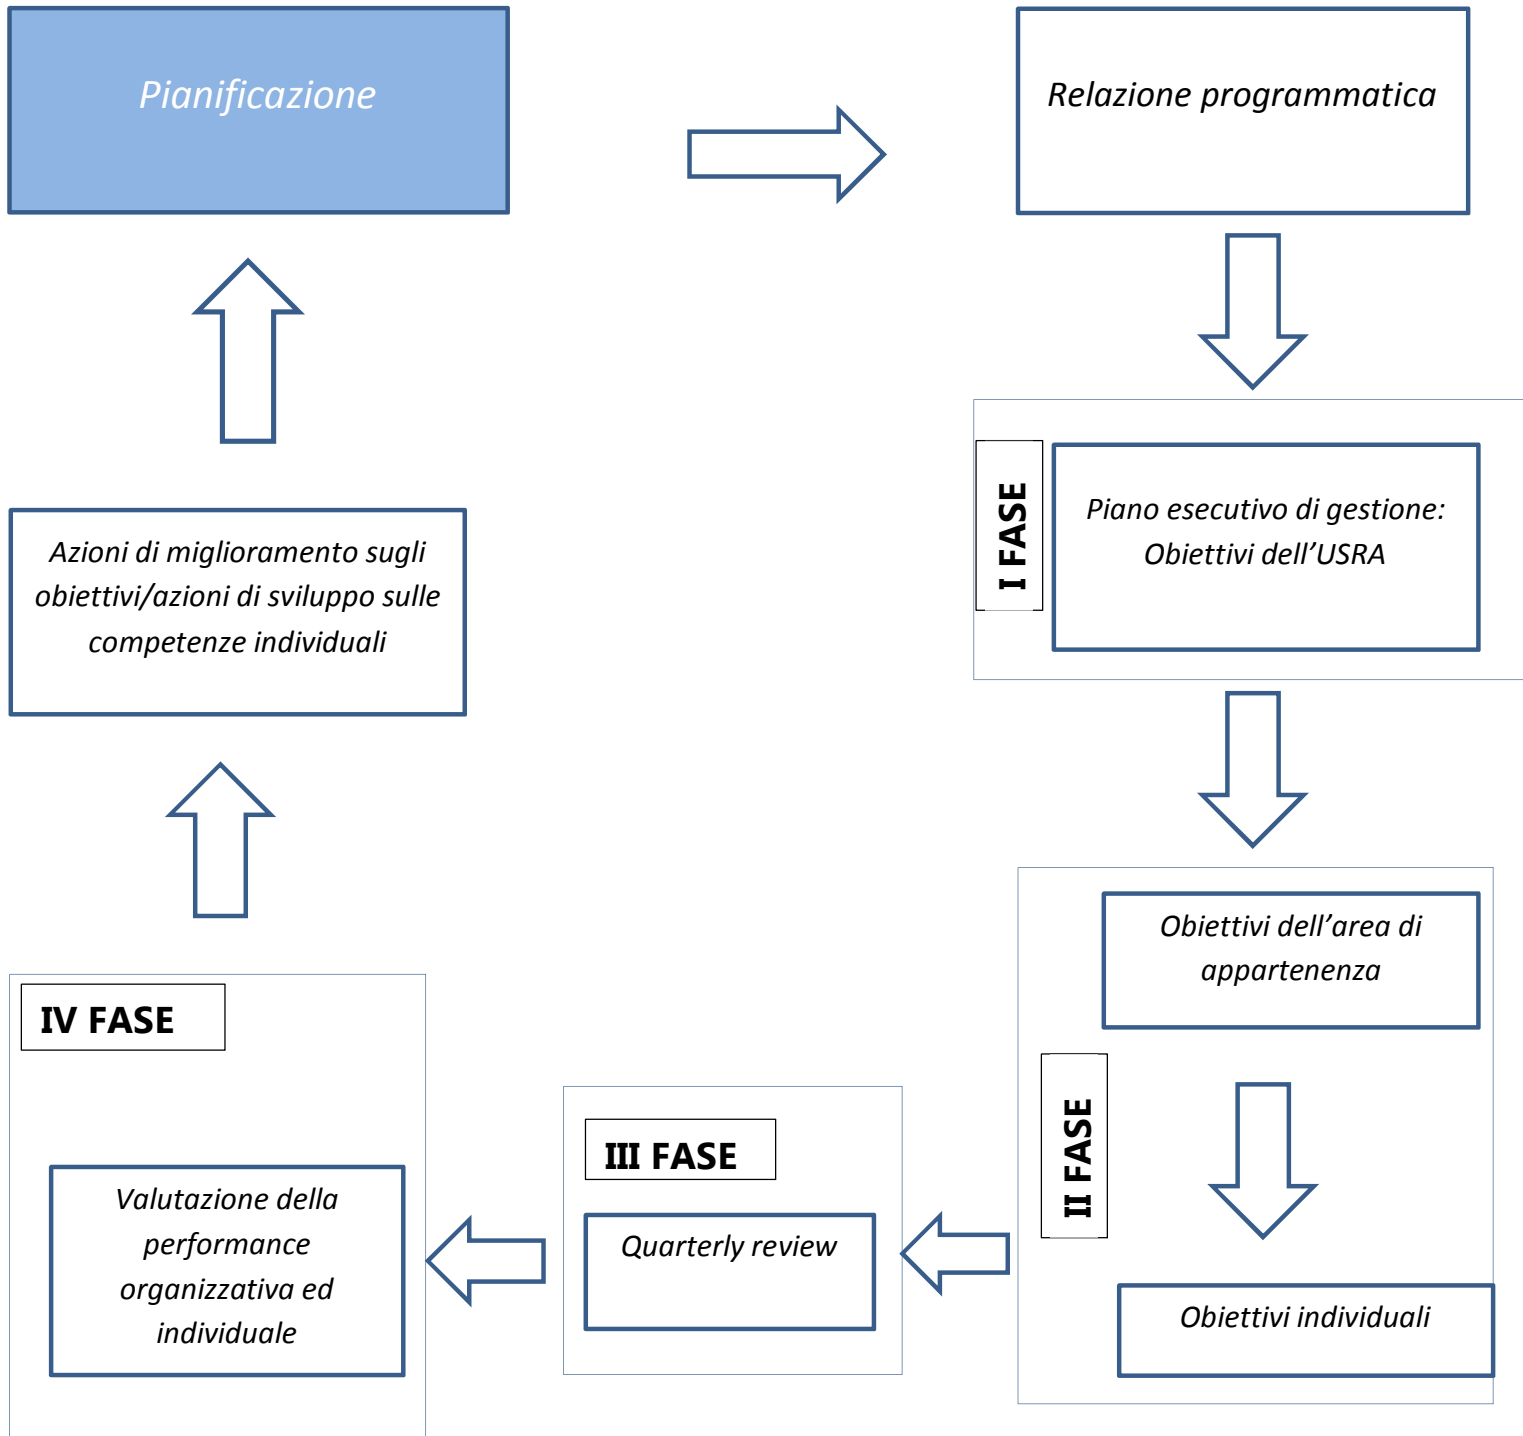 Pianificazione
Relazione programmatica
I FASE
Piano esecutivo di gestione:
Obiettivi dell’USRA
Azioni di miglioramento sugli
obiettivi/azioni di sviluppo sulle
competenze individuali
Obiettivi dell’area di
appartenenza
II FASE
Obiettivi individuali
III FASE
Quarterly review
IV FASE
Valutazione della
performance
organizzativa ed
individuale